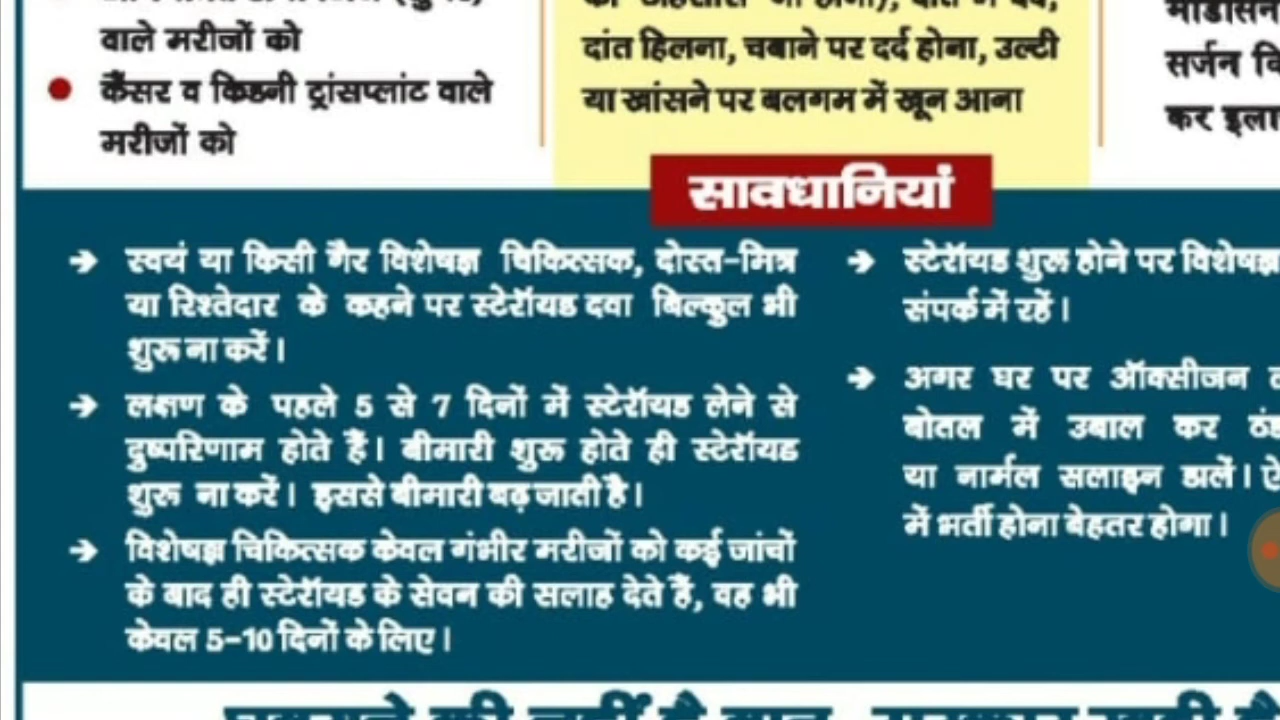 वाले मरीजों को
कैंसर व किडनी ट्रांसप्लांट वाले
मरीजों को
दांत हिलना, चबाने पर दर्द होना, उल्टी
या खांसने पर बलगम में खून आना
सर्जन
कर
सावधानियां
स्वयं या किसी गैर विशेषज्ञ चिकित्सक, दोस्त-मित्र
या रिश्तेदार के कहने पर स्टेरॉयड दवा बिल्कुल भी
शुरू ना करें।
लक्षण के पहले 5 से 7 दिनों में स्टेरॉयड लेने से
दुष्परिणाम होते हैं। बीमारी शुरू होते ही स्टेरॉयड
शुरू ना करें। इससे बीमारी बढ़ जाती है।
विशेषज्ञ चिकित्सक केवल गंभीर मरीजों को कई जांचों
के बाद ही स्टेरॉयड के सेवन की सलाह देते हैं, वह भी
केवल 5-10 दिनों के लिए।
स्टेरॉयड शुरू होने पर विशेषज्ञ
संपर्क में रहें।
अगर घर पर ऑक्सीजन
बोतल में उबाल कर
या नार्मल सलाइन डालें।
में भर्ती होना बेहतर होगा।